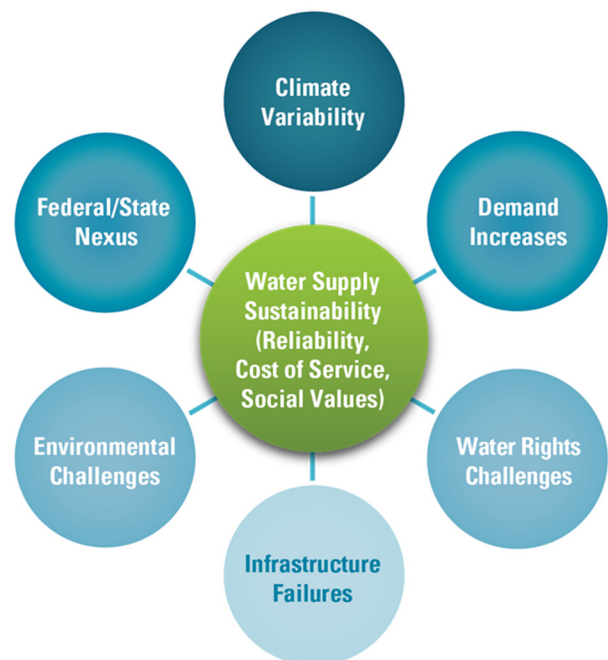 Climate
Variability
Federal/State
Nexus
Demand
Increases
Water Supply
Sustainability
(Reliability,
Cost of Service,
Social Values)
Environmental
Challenges
Water Rights
Challenges
Infrastructure
Failures